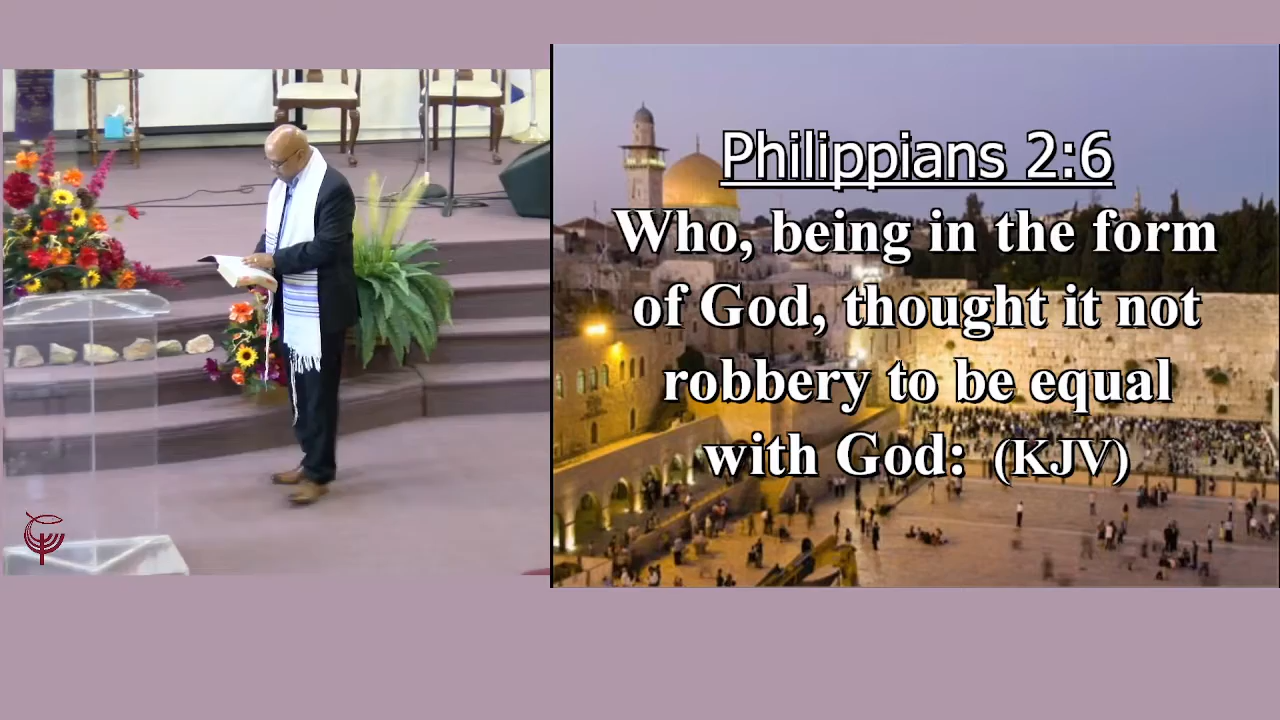 Philippians 2:6
Who, being in the form
of God, thought it not
robbery to be equal
with God: (KJV)